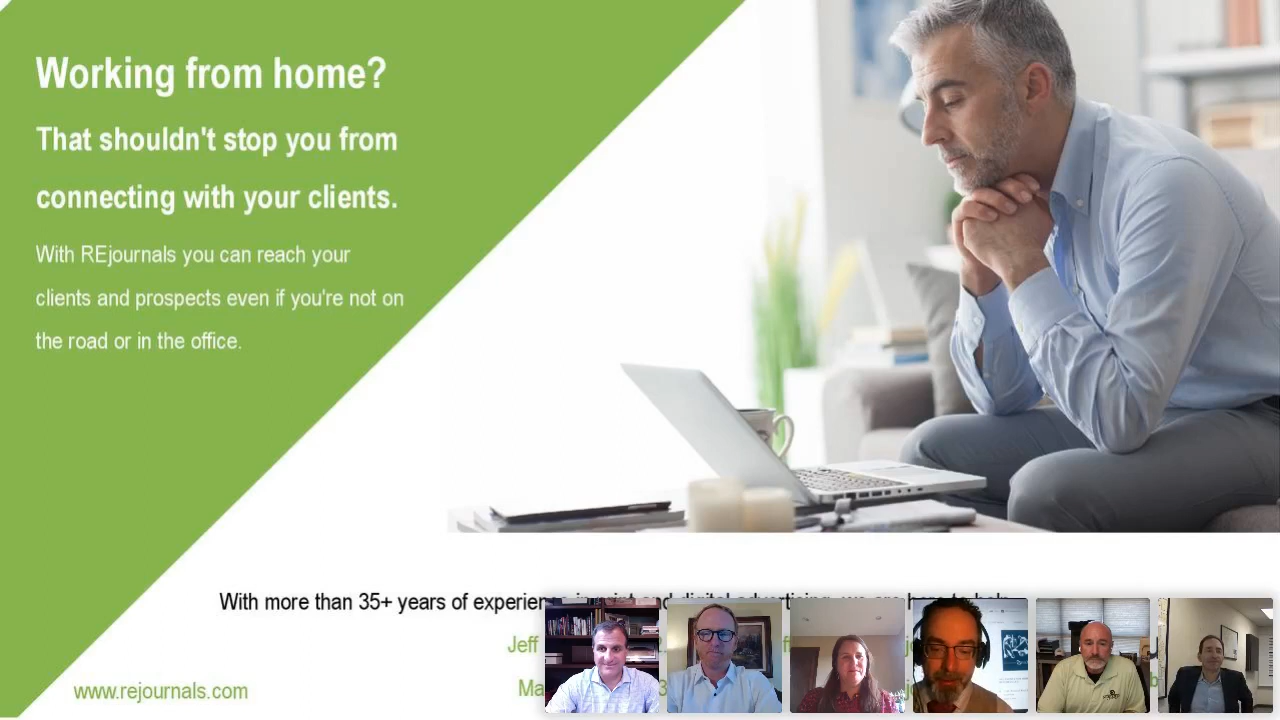 Working from home?
That shouldn't stop you from
connecting with your clients.
With REjournals you can reach your
clients and prospects even if you're not on
the road or in the office.
With more than 35+ years of
Jeff
www.rejournals.com